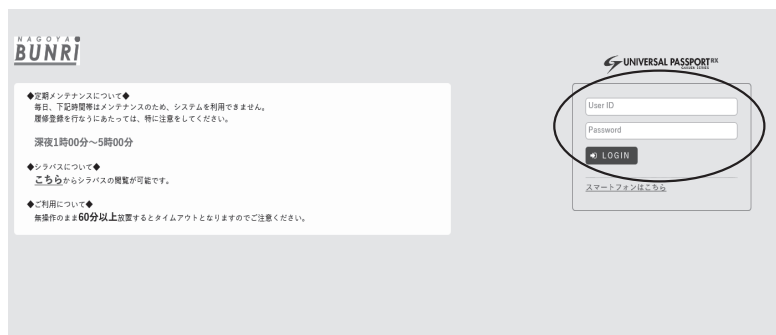 NAGOYA
BUNRI
UNIVERSAL PASSPORT RX
◆定期メンテナンスについて◆
毎日、下記時間帯はメンテナンスのため、システムを利用できません。
履修登録を行なうにあたっては、特に注意をしてください。
深夜1時00分～5時00分
◆シラバスについて◆
こちらからシラバスの閲覧が可能です。
◆ご利用について◆
無操作のまま60分以上放置するとタイムアウトとなりますのでご注意ください。
User ID
Password
LOGIN
スマートフォンはこちら